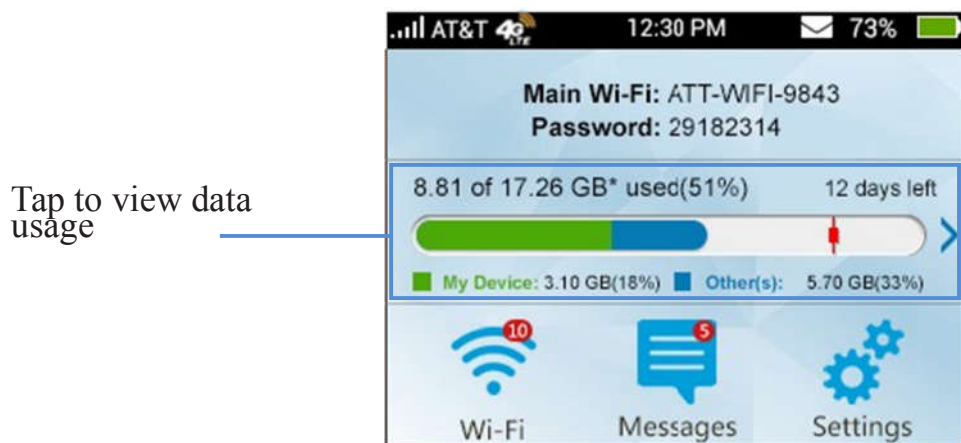 AT&T 4G LTE 12:30 PM 73%
Main Wi-Fi: ATT-WIFI-9843
Password: 29182314
Tap to view data
usage
8.81 of 17.26 GB* used(51%) 12 days left
My Device: 3.10 GB(18%) Other(s): 5.70 GB(33%)
10 5
Wi-Fi Messages Settings